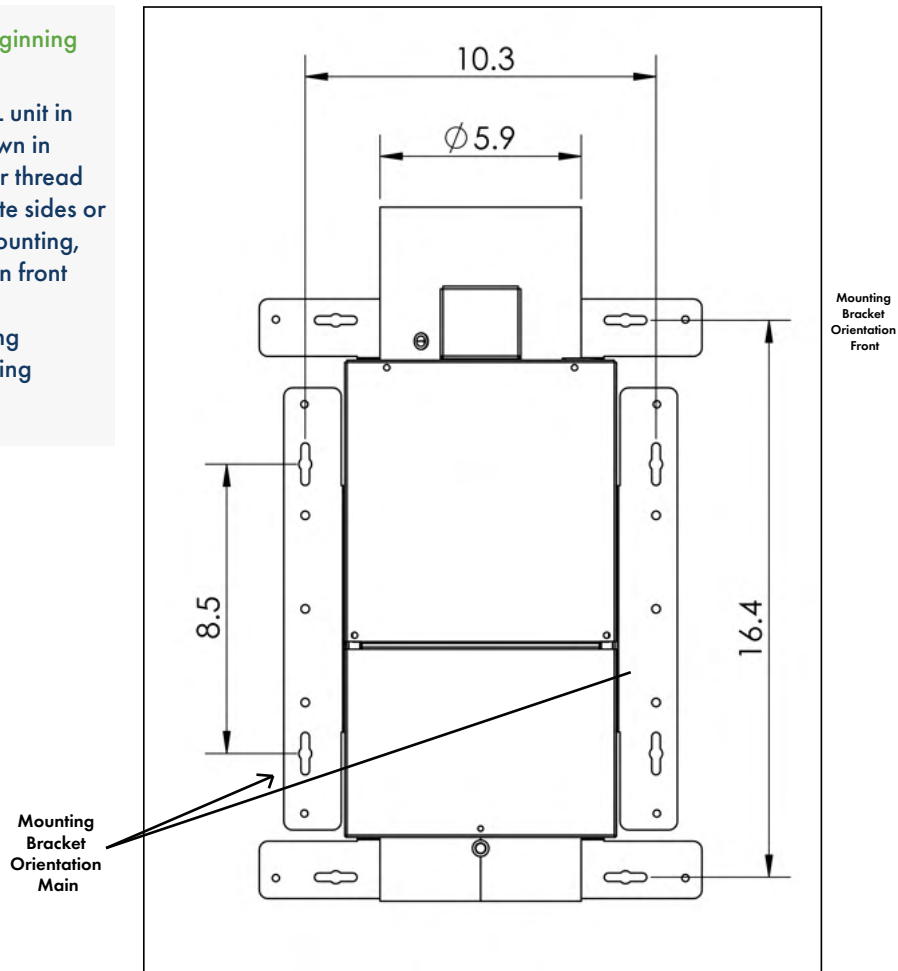 ginning
unit in
wn in
r thread
te sides or
ounting,
n front
ng
ing
10.3
⌀5.9
Mounting
Bracket
Orientation
Front
8.5
16.4
Mounting
Bracket
Orientation
Main